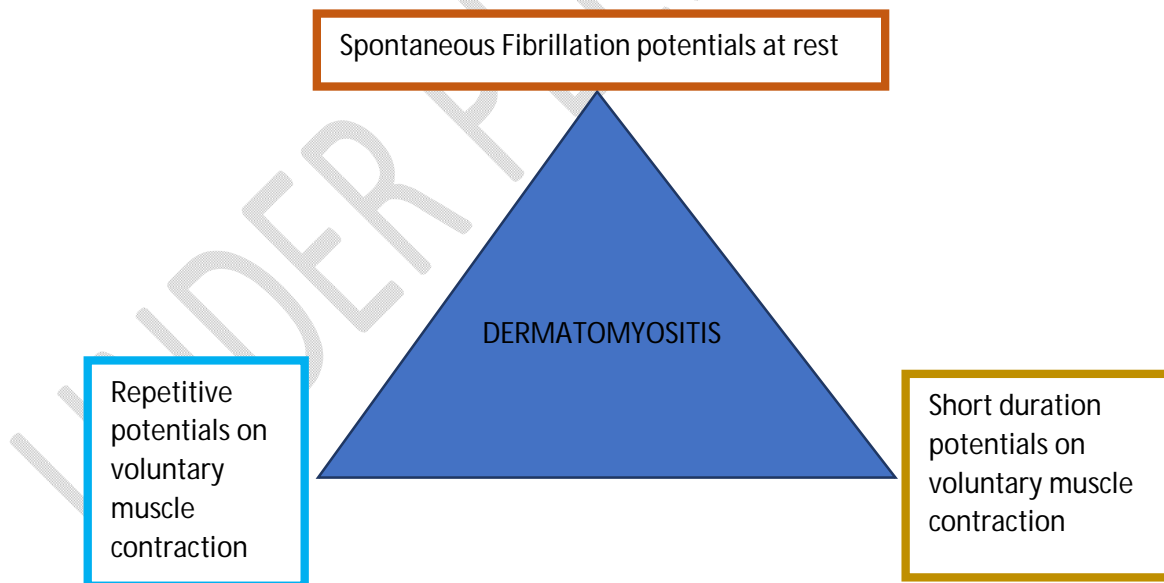 Spontaneous Fibrillation potentials at rest
DERMATOMYOSITIS
Repetitive
potentials on
voluntary
muscle
contraction
Short duration
potentials on
voluntary muscle
contraction
UNDER